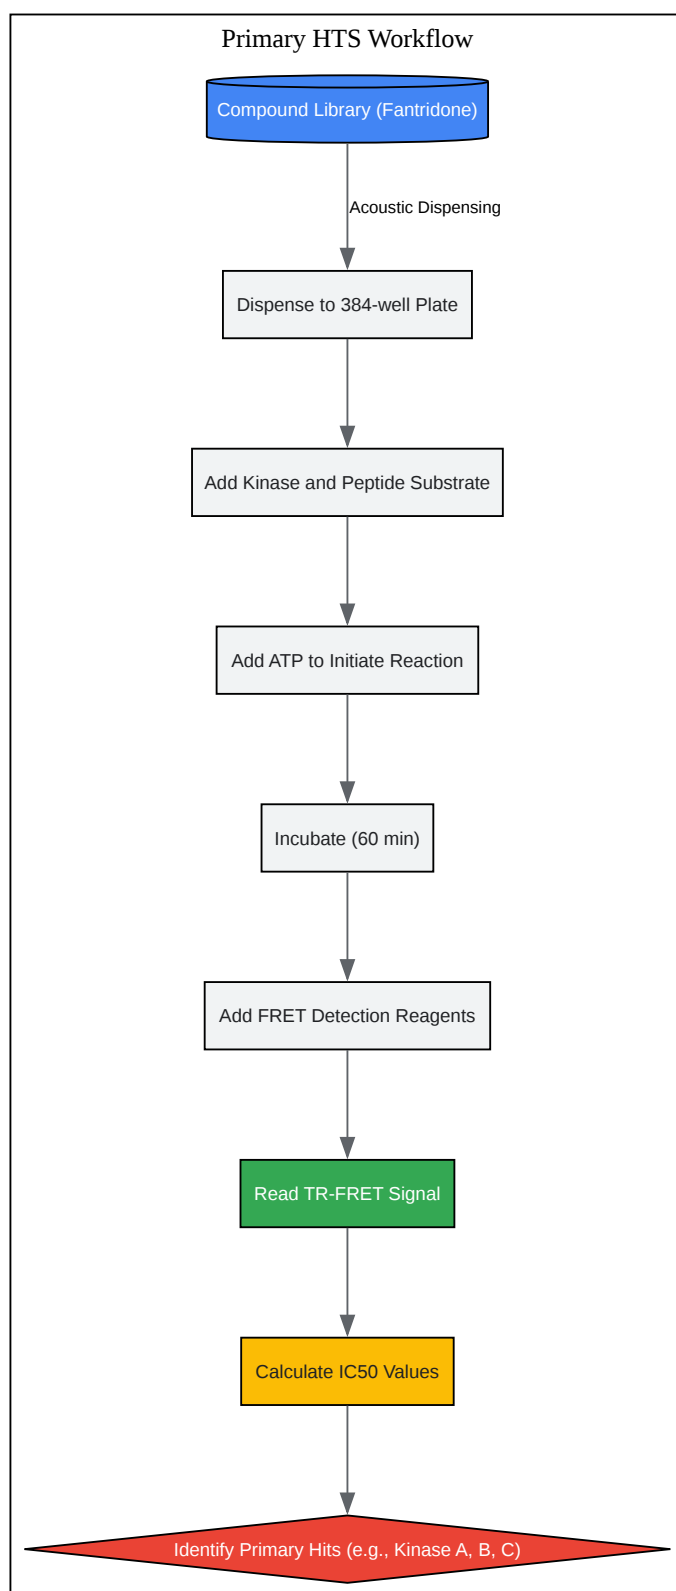 Primary HTS Workflow
Compound Library (Fantridone)
Acoustic Dispensing
Dispense to 384-well Plate
Add Kinase and Peptide Substrate
Add ATP to Initiate Reaction
Incubate (60 min)
Add FRET Detection Reagents
Read TR-FRET Signal
Calculate IC50 Values
Identify Primary Hits (e.g., Kinase A, B, C)